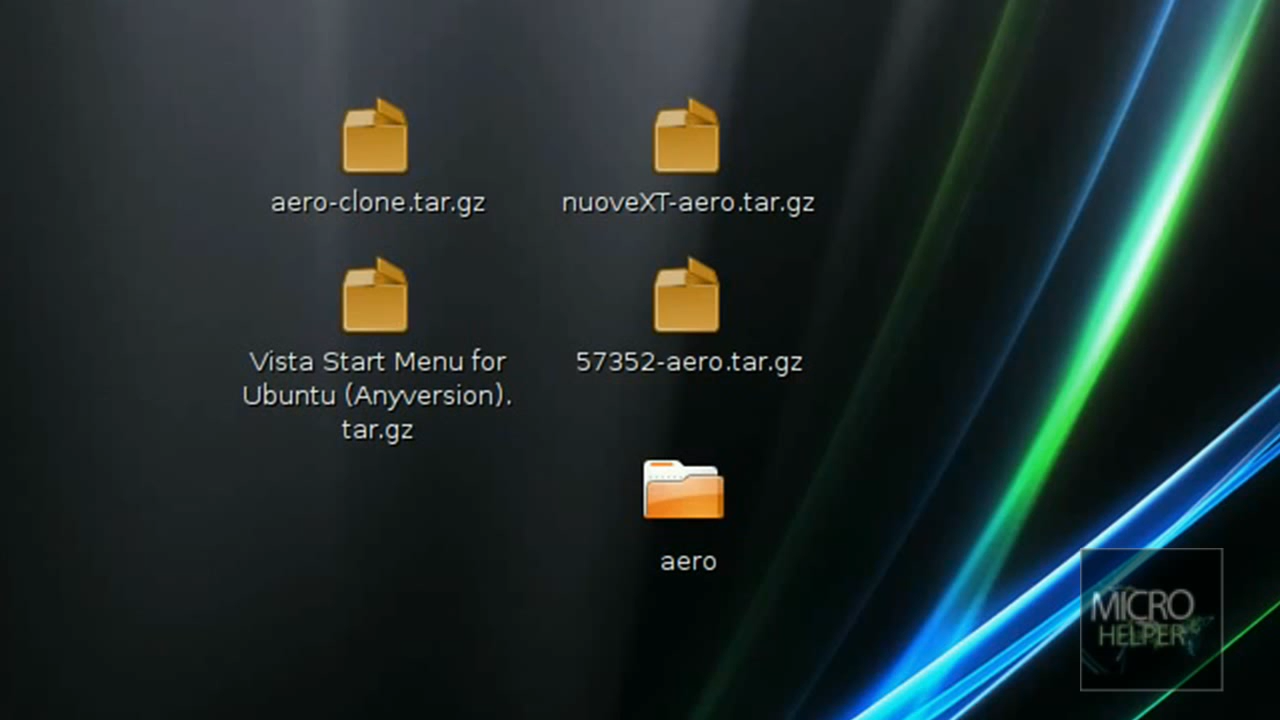 aero-clone.tar.gz
nuoveXT-aero.tar.gz
Vista Start Menu for
Ubuntu (Anyversion).
tar.gz
57352-aero.tar.gz
aero
MICRO
HELPER